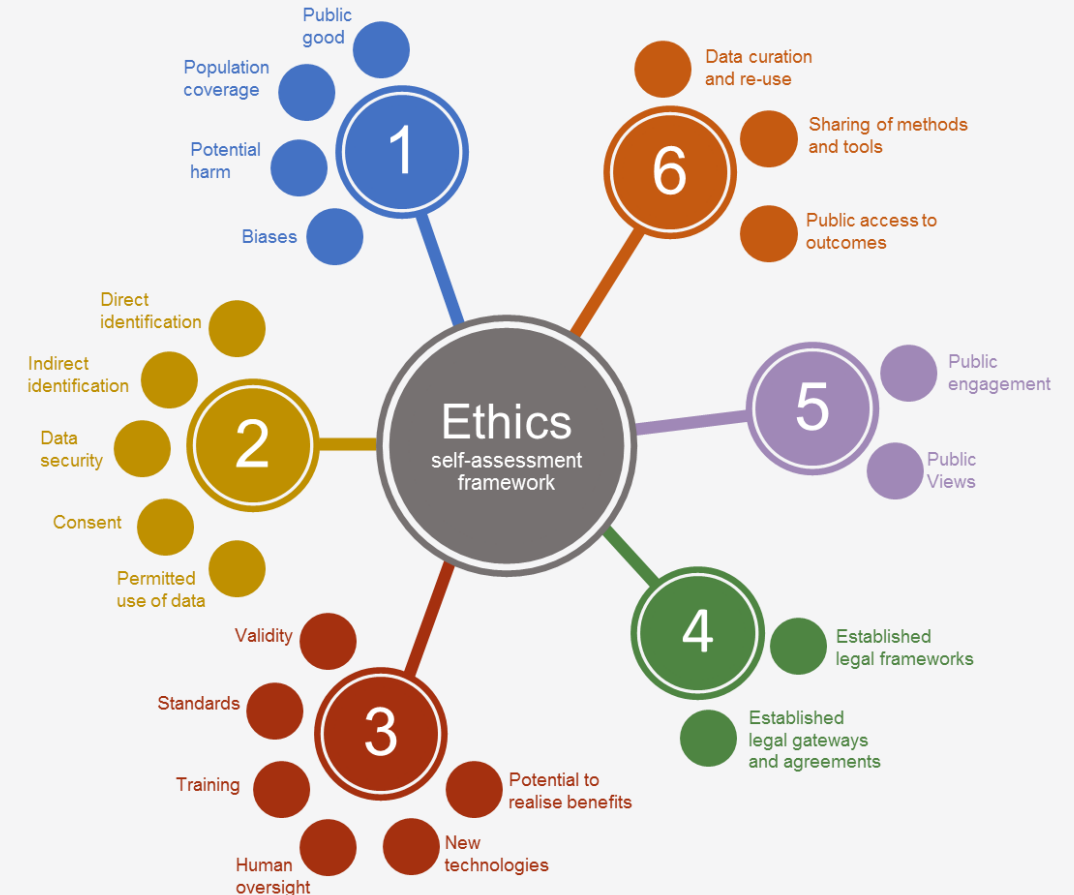 Ethics
self-assessment
framework
1
Public
good
Population
coverage
Potential
harm
Biases
2
Direct
identification
Indirect
identification
Data
security
Consent
Permitted
use of data
3
Validity
Standards
Training
Human
oversight
New
technologies
Potential to
realise benefits
4
Established
legal frameworks
Established
legal gateways
and agreements
5
Public
engagement
Public
Views
6
Data curation
and re-use
Sharing of methods
and tools
Public access to
outcomes